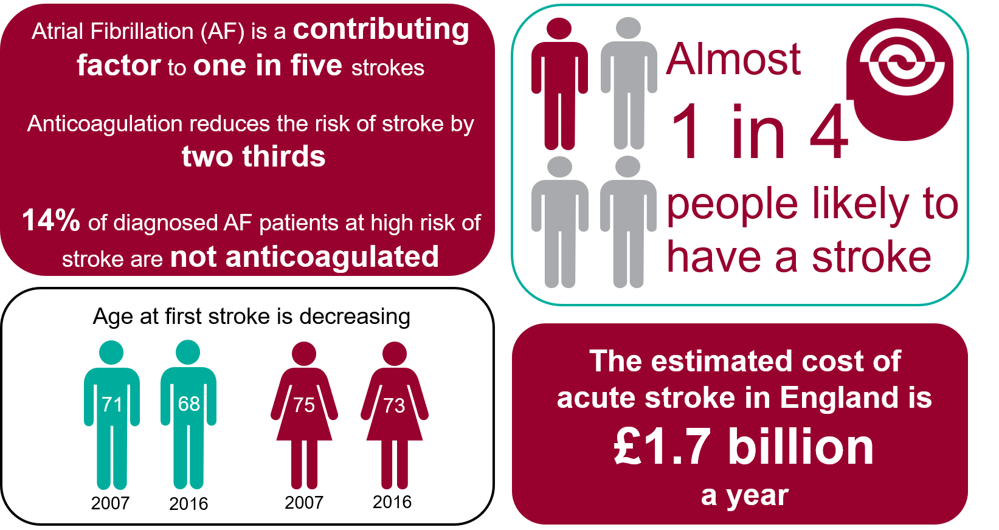 Atrial Fibrillation (AF) is a contributing
factor to one in five strokes
Anticoagulation reduces the risk of stroke by
two thirds
14% of diagnosed AF patients at high risk of
stroke are not anticoagulated
Almost
1 in 4
people likely to
have a stroke
Age at first stroke is decreasing
71 68 75 73
2007 2016 2007 2016
The estimated cost of
acute stroke in England is
£1.7 billion
a year